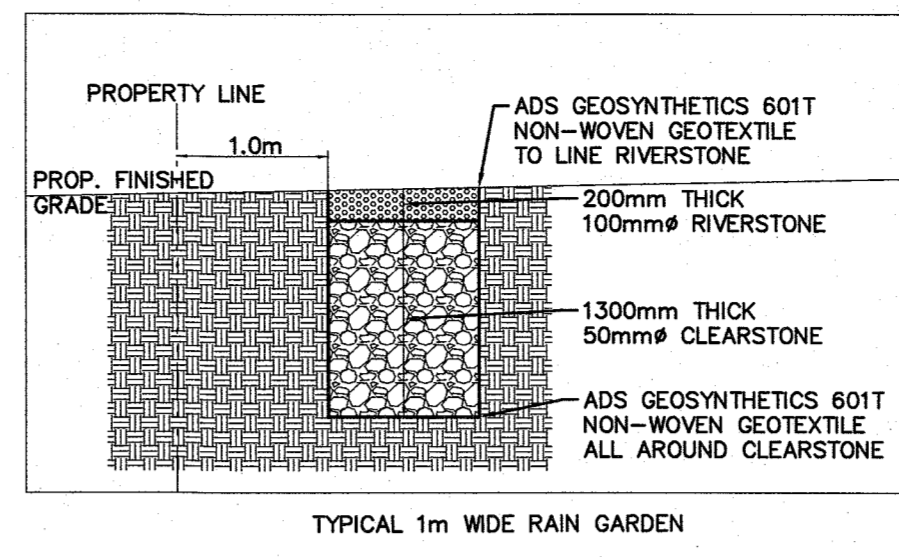 PROPERTY LINE
1.0m
PROP. FINISHED
GRADE
ADS GEOSYNTHETICS 601T
NON-WOVEN GEOTEXTILE
TO LINE RIVERSTONE
200mm THICK
100mmø RIVERSTONE
1300mm THICK
50mmø CLEARSTONE
ADS GEOSYNTHETICS 601T
NON-WOVEN GEOTEXTILE
ALL AROUND CLEARSTONE
TYPICAL 1m WIDE RAIN GARDEN